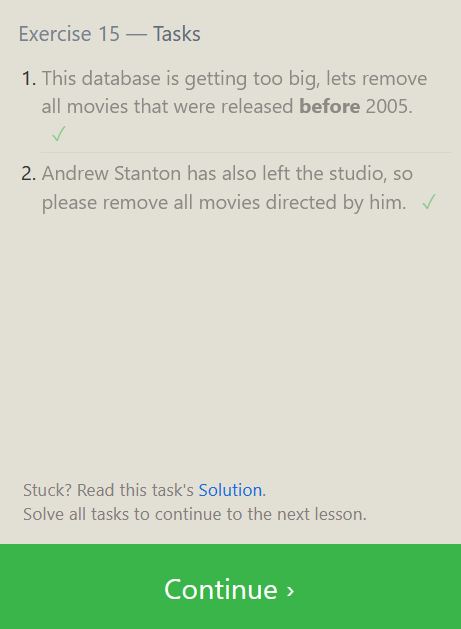 Exercise 15 — Tasks
1. This database is getting too big, lets remove
all movies that were released before 2005.
✓
2. Andrew Stanton has also left the studio, so
please remove all movies directed by him. ✓
Stuck? Read this task's Solution.
Solve all tasks to continue to the next lesson.
Continue ›